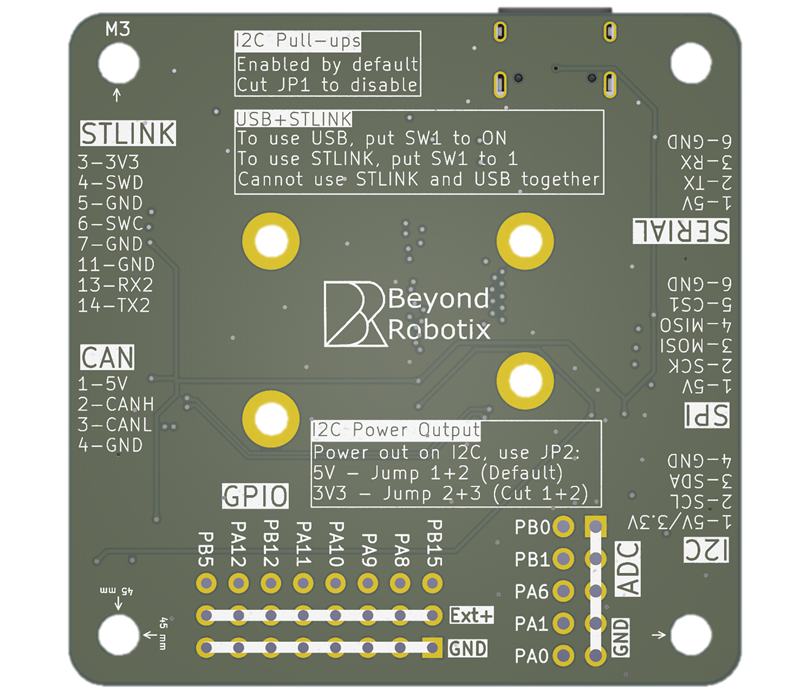 M3
I2C Pull-ups
Enabled by default
Cut JP1 to disable
USB+STLINK
To use USB, put SW1 to ON
To use STLINK, put SW1 to 1
Cannot use STLINK and USB together
STLINK
3-3V3
4-SWD
5-GND
6-SWC
7-GND
11-GND
13-RX2
14-TX2
CAN
1-5V
2-CANH
3-CANL
4-GND
Beyond
Robotix
SERIAL
1-5V
2-TX
3-RX
6-GND
SPI
1-5V
2-SCK
3-MOSI
4-MISO
5-CS1
6-GND
I2C
1-5V/3.3V
2-SCL
3-SDA
4-GND
I2C Power Output
Power out on I2C, use JP2:
5V - Jump 1+2 (Default)
3V3 - Jump 2+3 (Cut 1+2)
GPIO
PB5 PA12 PB12 PA11 PA10 PA9 PA8 PB15
Ext+
GND
PB0
PB1
PA6
PA1
PA0
ADC
GND
45 mm
45 mm